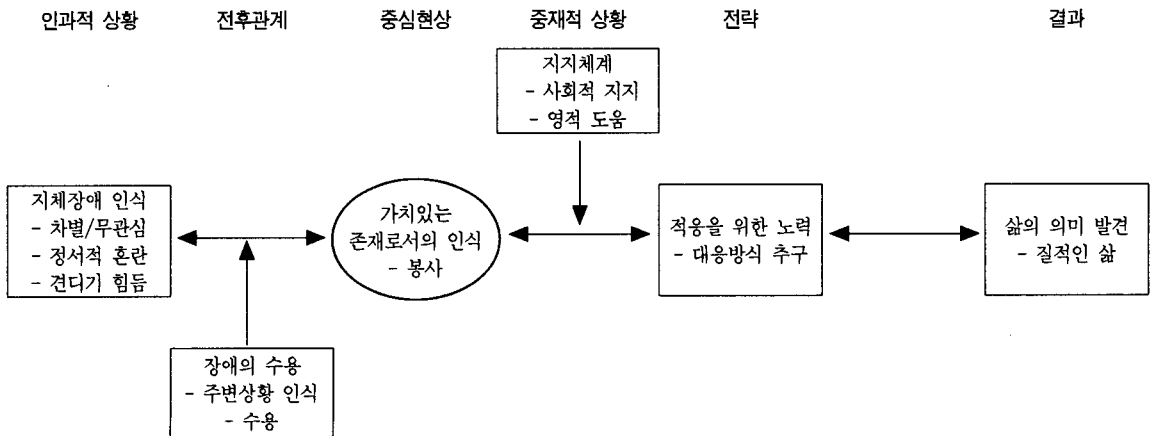 인과적 상황 전후관계 중심현상 중재적 상황 전략 결과
지지체계
- 사회적 지지
- 영적 도움
지체장애 인식
- 차별/무관심
- 정서적 혼란
- 견디기 힘듬
가치있는
존재로서의 인식
- 봉사
적응을 위한 노력
- 대응방식 추구
삶의 의미 발견
- 질적인 삶
장애의 수용
- 주변상황 인식
- 수용